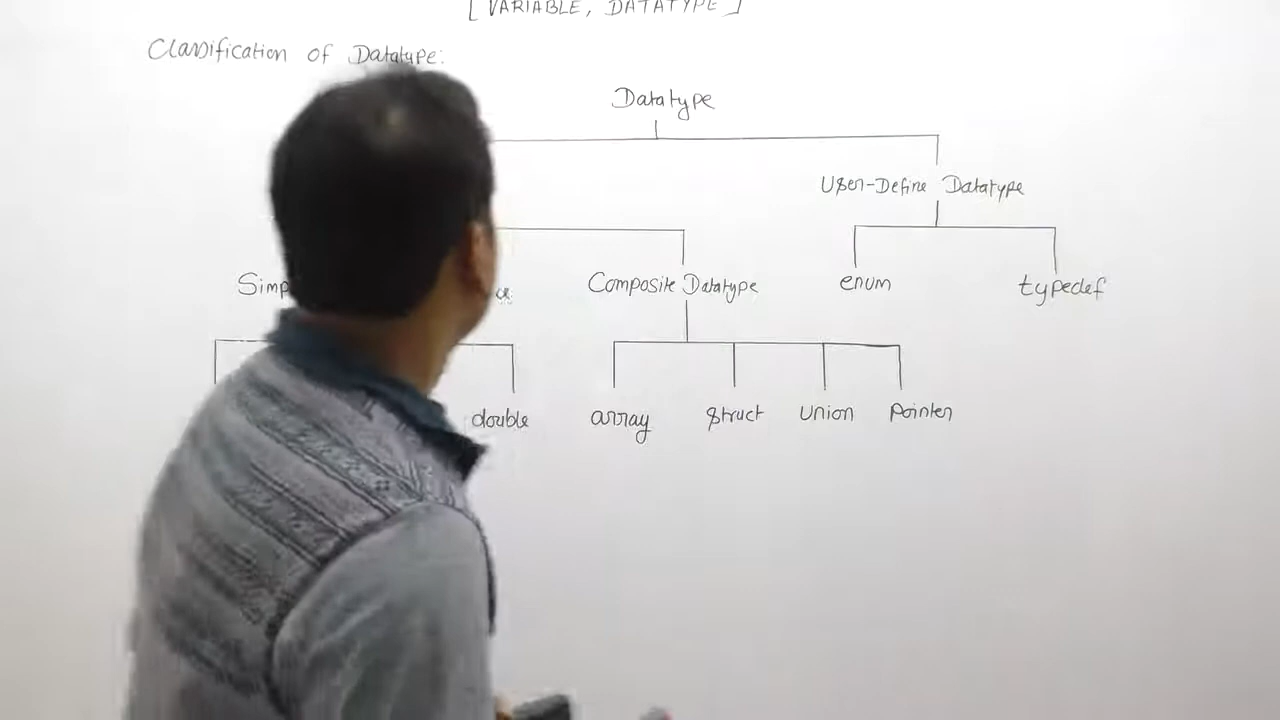 [VARIABLE, DATATYPE]
Classification of Datatype:
Datatype
User-Define Datatype
Composite Datatype enum typedef
double array struct union pointer